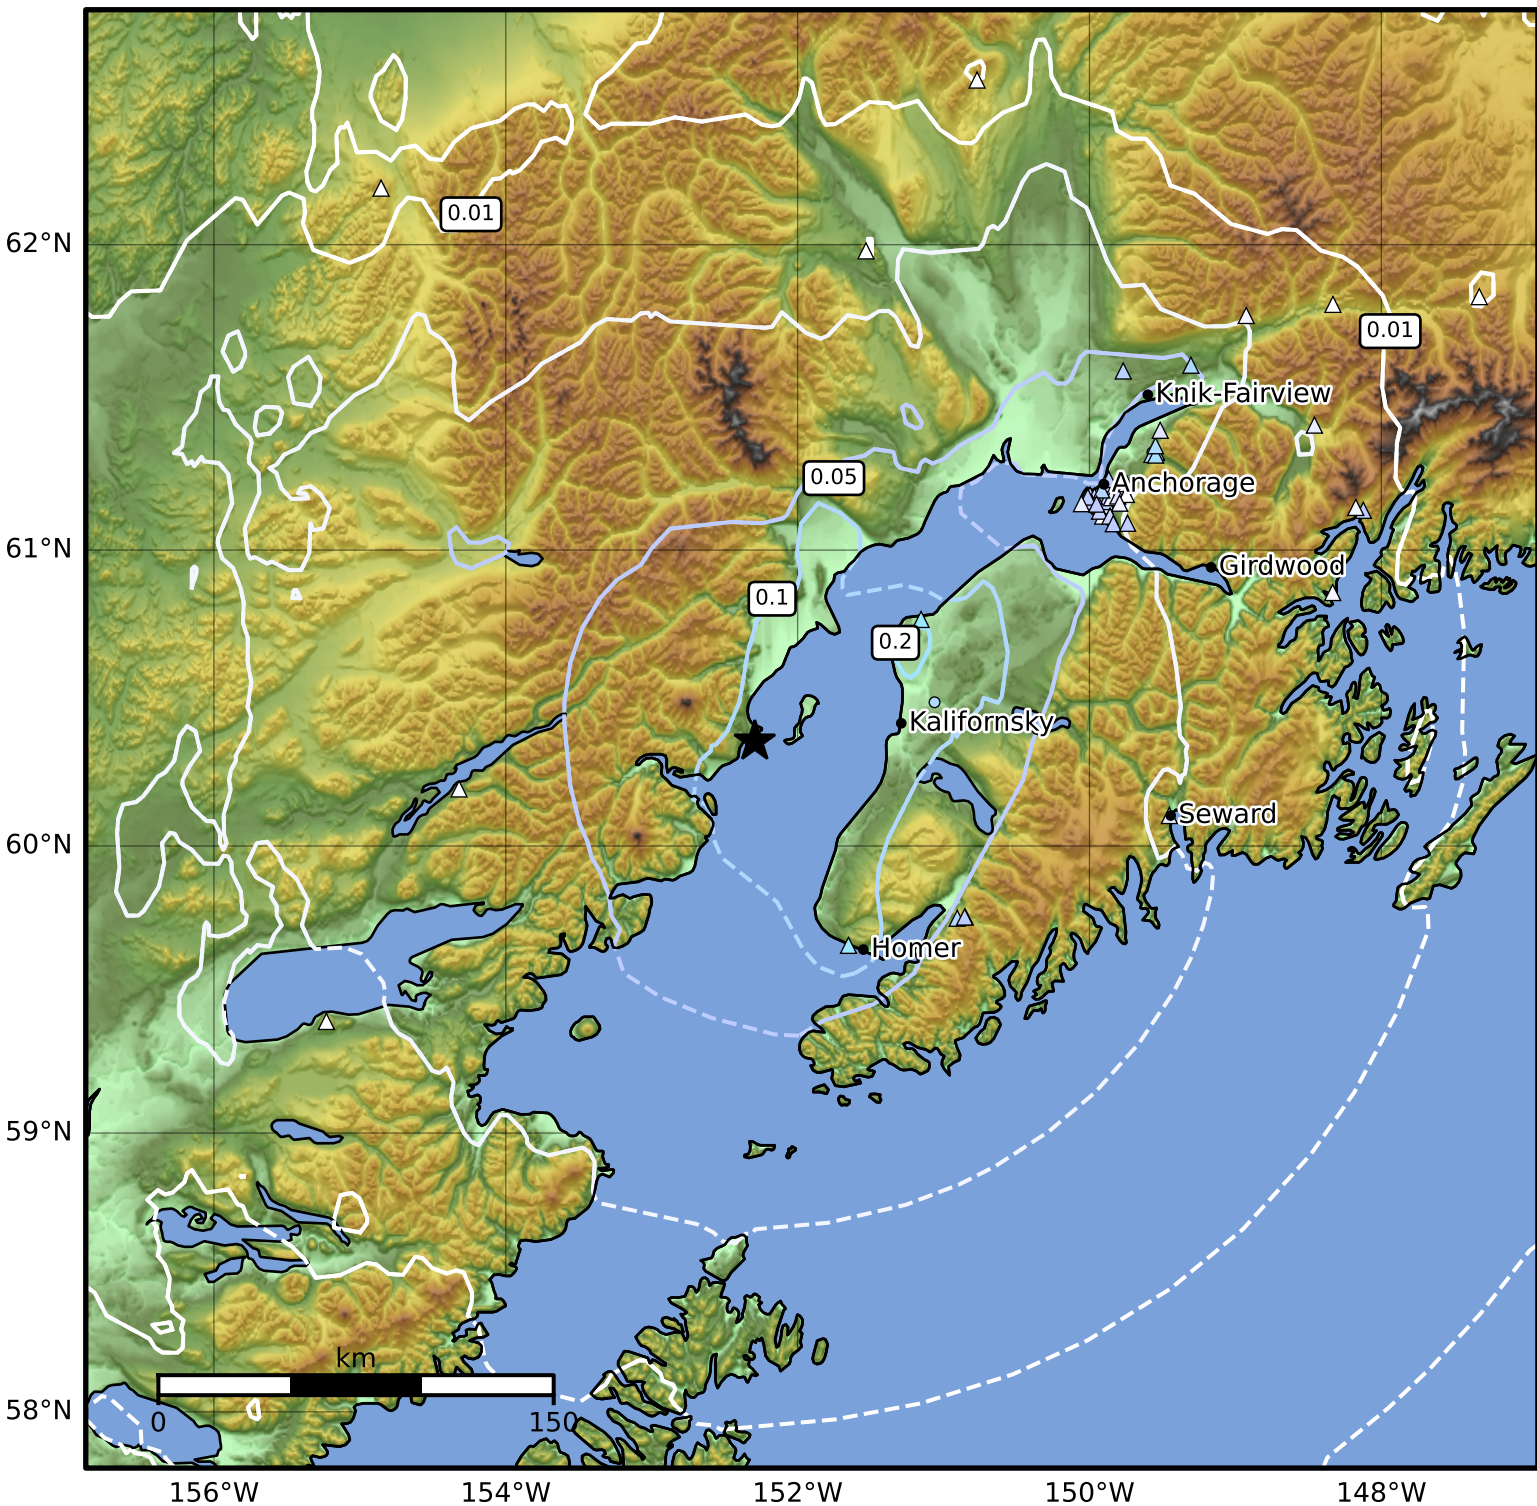 0.01
62°N
0.01
Knik-Fairview
0.05
Anchorage
61°N
Girdwood
0.1
0.2
Kalifornsky
Seward
60°N
Homer
59°N
km
58°N
0
150
156°W
154°W
152°W
150°W
148°W